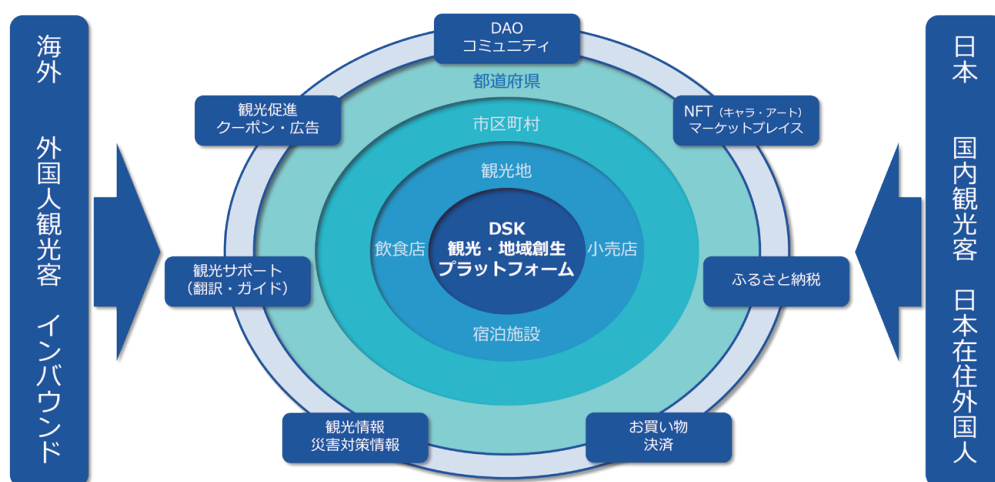 海外 外国人観光客 インバウンド
DAO
コミュニティ
都道府県
観光促進
クーポン・広告
NFT（キャラ・アート）
マーケットプレイス
市区町村
観光地
飲食店
DSK
観光・地域創生
プラットフォーム
小売店
観光サポート
（翻訳・ガイド）
ふるさと納税
宿泊施設
観光情報
災害対策情報
お買い物
決済
日本 国内観光客 日本在住外国人